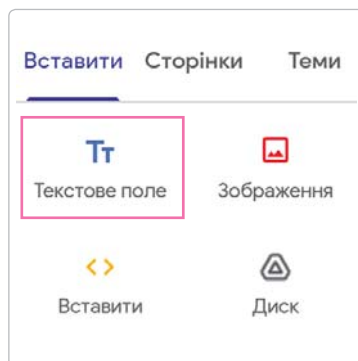 Вставити Сторінки Теми
Tт
Текстове поле Зображення
Вставити Диск